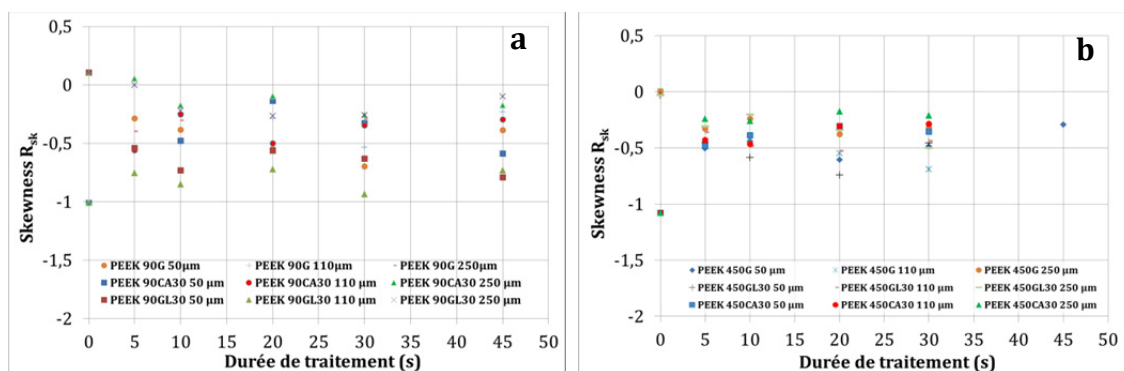 a
Skewness Rsk
0,5
0
-0,5
-1
-1,5
-2
PEEK 90G 50µm PEEK 90G 110µm PEEK 90G 250µm
PEEK 90CA30 50 µm PEEK 90CA30 110 µm PEEK 90CA30 250 µm
PEEK 90GL30 50 µm PEEK 90GL30 110 µm PEEK 90GL30 250 µm
0 5 10 15 20 25 30 35 40 45 50
Durée de traitement (s)
b
Skewness Rsk
0,5
0
-0,5
-1
-1,5
-2
PEEK 450G 50 µm PEEK 450G 110 µm PEEK 450G 250 µm
PEEK 450GL30 50 µm PEEK 450GL30 110 µm PEEK 450GL30 250 µm
PEEK 450CA30 50 µm PEEK 450CA30 110 µm PEEK 450CA30 250 µm
0 5 10 15 20 25 30 35 40 45 50
Durée de traitement (s)